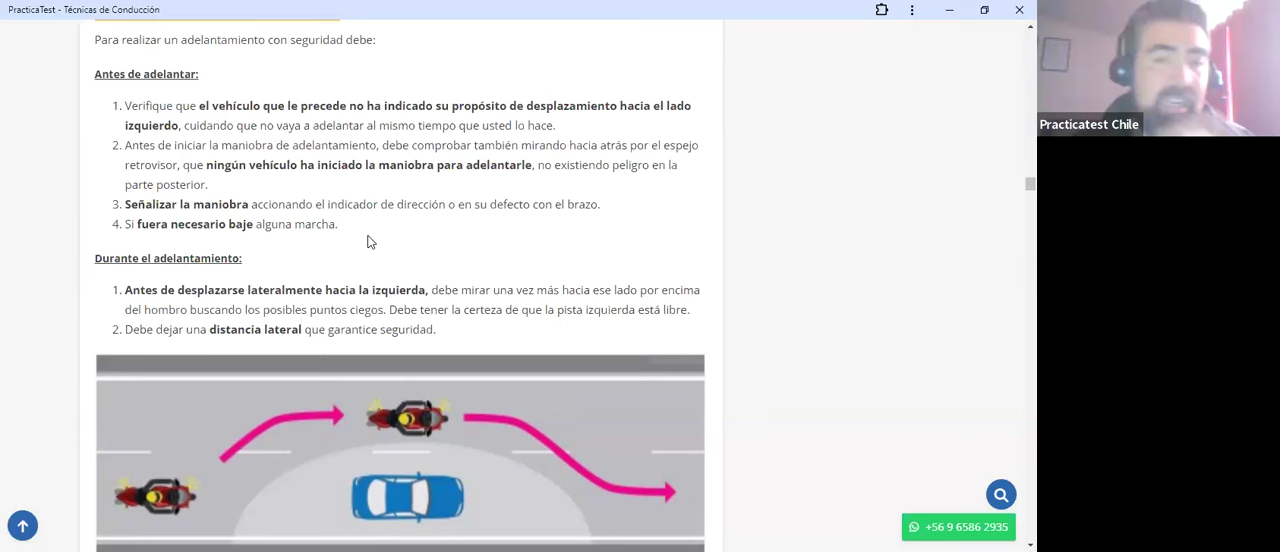 PracticaTest - Técnicas de Conducción
Para realizar un adelantamiento con seguridad debe:
Antes de adelantar:
1. Verifique que el vehículo que le precede no ha indicado su propósito de desplazamiento hacia el lado
izquierdo, cuidando que no vaya a adelantar al mismo tiempo que usted lo hace.
2. Antes de iniciar la maniobra de adelantamiento, debe comprobar también mirando hacia atrás por el espejo
retrovisor, que ningún vehículo ha iniciado la maniobra para adelantarle, no existiendo peligro en la
parte posterior.
3. Señalizar la maniobra accionando el indicador de dirección o en su defecto con el brazo.
4. Si fuera necesario baje alguna marcha.
Durante el adelantamiento:
1. Antes de desplazarse lateralmente hacia la izquierda, debe mirar una vez más hacia ese lado por encima
del hombro buscando los posibles puntos ciegos. Debe tener la certeza de que la pista izquierda está libre.
2. Debe dejar una distancia lateral que garantice seguridad.
Practicatest Chile
+56 9 6586 2935